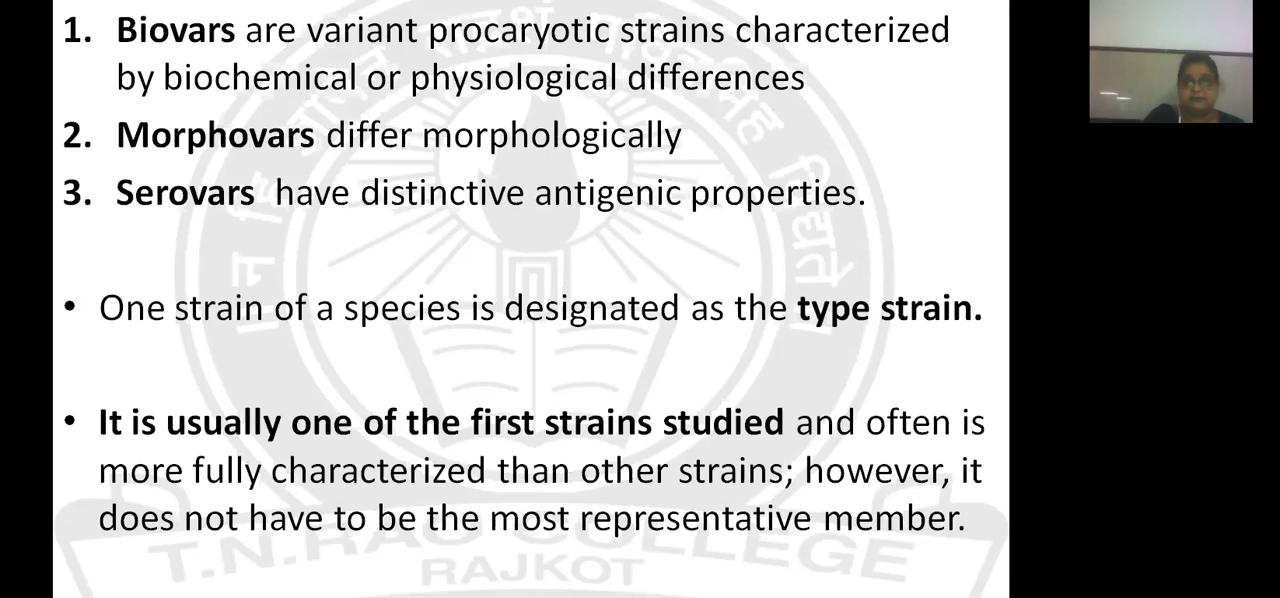 1. Biovars are variant procaryotic strains characterized
by biochemical or physiological differences
2. Morphovars differ morphologically
3. Serovars have distinctive antigenic properties.
• One strain of a species is designated as the type strain.
• It is usually one of the first strains studied and often is
more fully characterized than other strains; however, it
does not have to be the most representative member.
T.N.RAO COLLEGE
RAJKOT